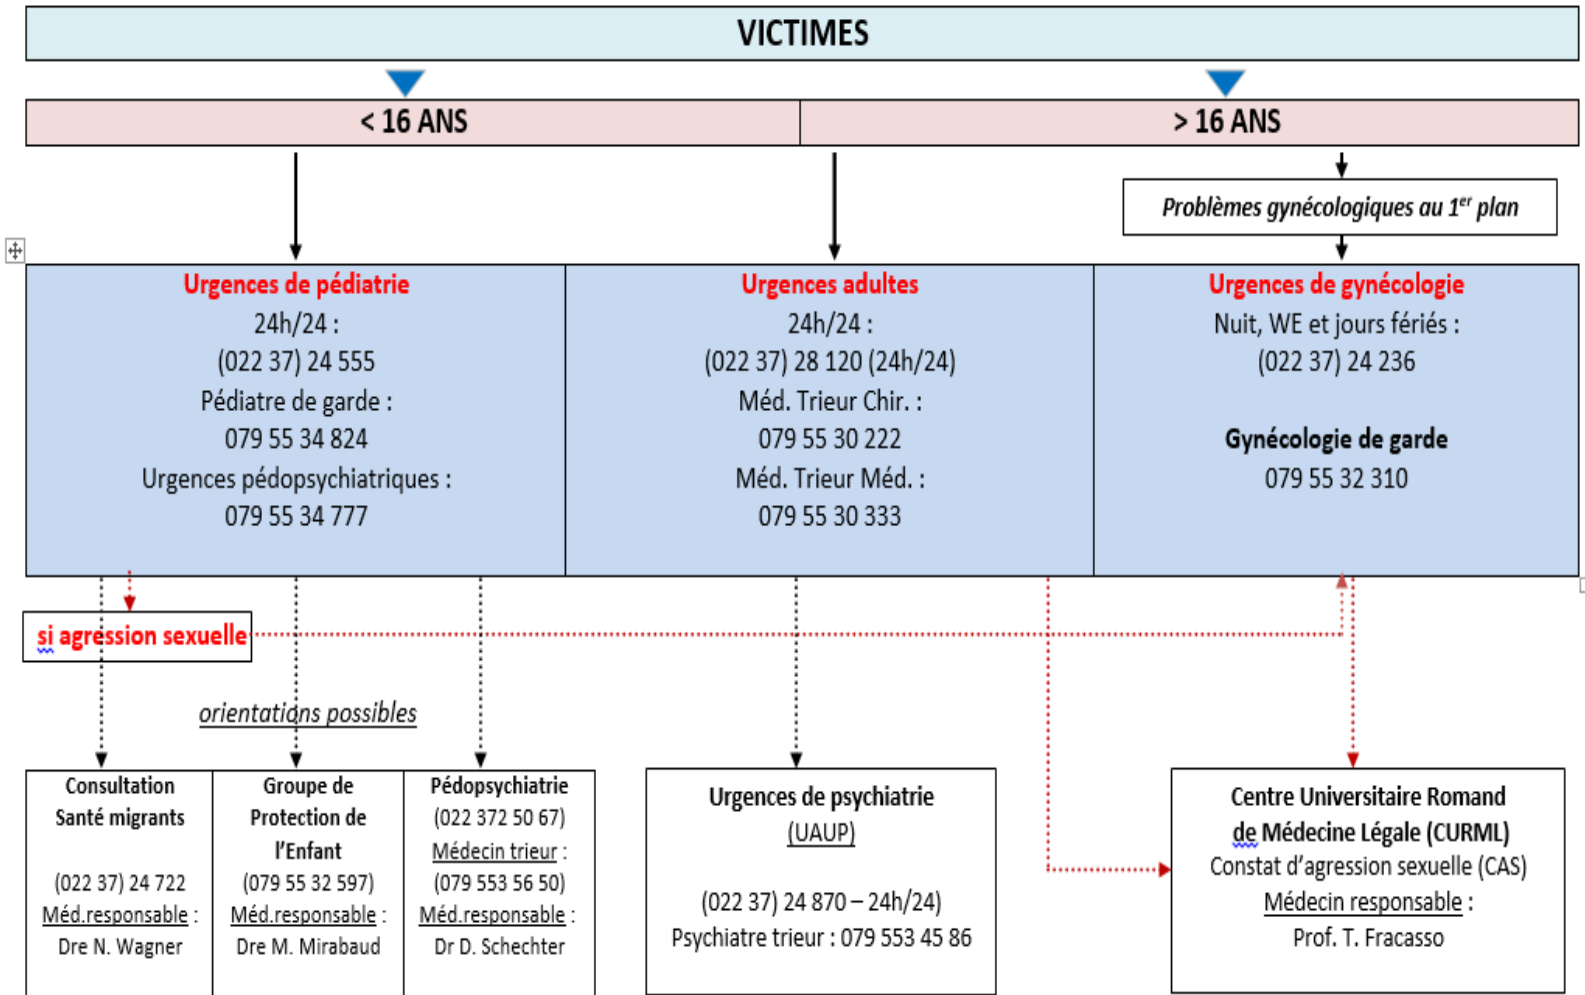 VICTIMES
< 16 ANS
> 16 ANS
Problèmes gynécologiques au 1er plan
Urgences de pédiatrie
24h/24 :
(022 37) 24 555
Pédiatre de garde :
079 55 34 824
Urgences pédopsychiatriques :
079 55 34 777
Urgences adultes
24h/24 :
(022 37) 28 120 (24h/24)
Méd. Trieur Chir. :
079 55 30 222
Méd. Trieur Méd. :
079 55 30 333
Urgences de gynécologie
Nuit, WE et jours fériés :
(022 37) 24 236
Gynécologie de garde
079 55 32 310
si agression sexuelle
orientations possibles
Consultation
Santé migrants
(022 37) 24 722
Méd.responsable :
Dre N. Wagner
Groupe de
Protection de
l'Enfant
(079 55 32 597)
Méd.responsable :
Dre M. Mirabaud
Pédopsychiatrie
(022 372 50 67)
Médecin trieur :
(079 553 56 50)
Méd.responsable :
Dr D. Schechter
Urgences de psychiatrie
(UAUP)
(022 37) 24 870 – 24h/24)
Psychiatre trieur : 079 553 45 86
Centre Universitaire Romand
de Médecine Légale (CURML)
Constat d'agression sexuelle (CAS)
Médecin responsable :
Prof. T. Fracasso